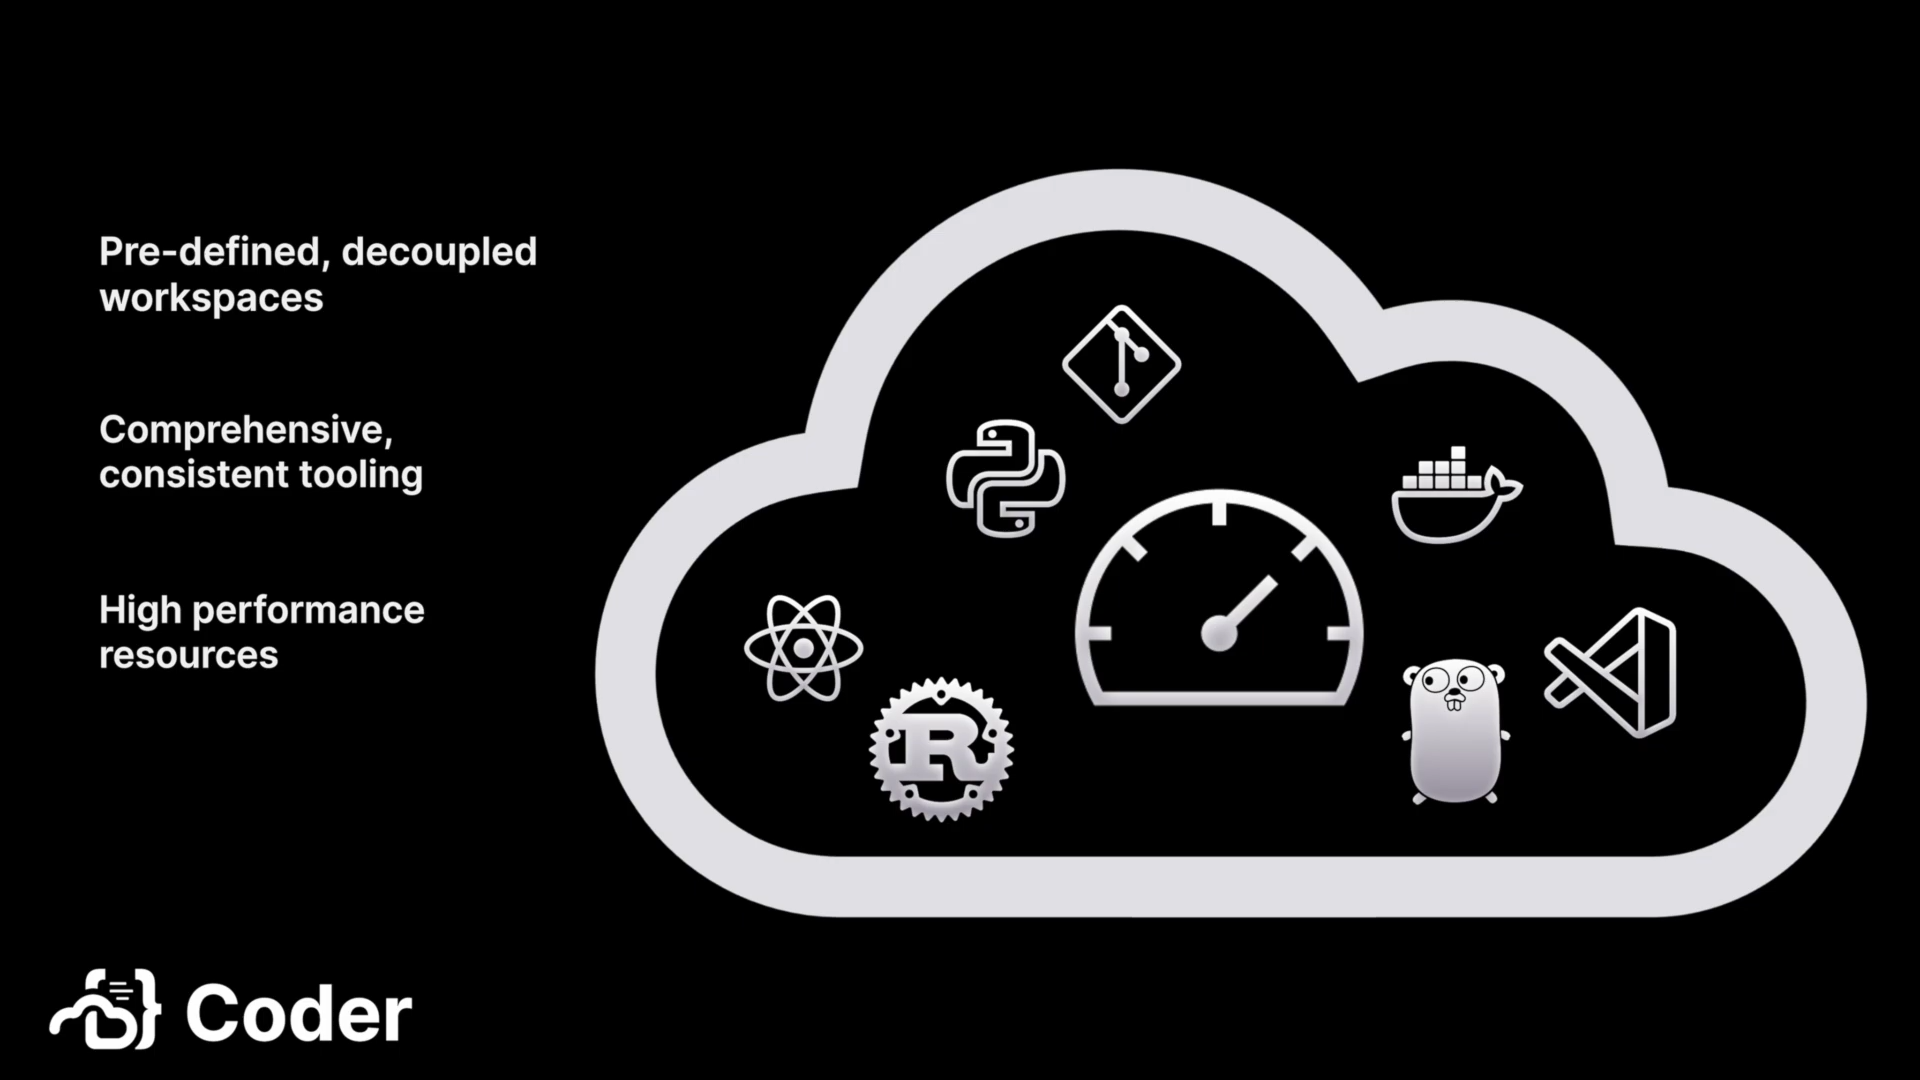 Pre-defined, decoupled
workspaces
Comprehensive,
consistent tooling
High performance
resources
R
Coder